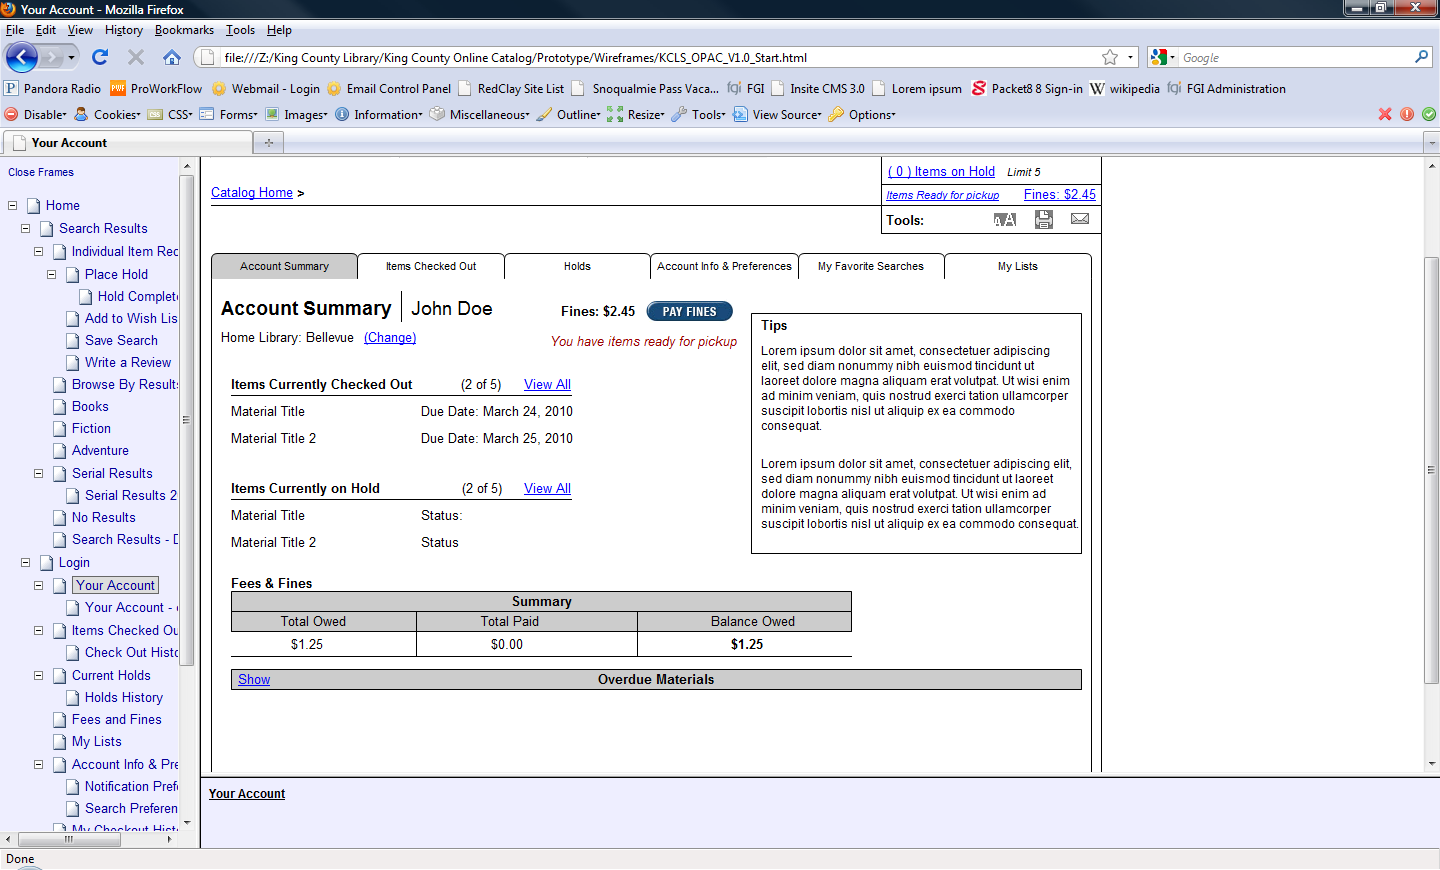 Your Account - Mozilla Firefox
File Edit View History Bookmarks Tools Help
file:///Z:/King County Library/King County Online Catalog/Prototype/Wireframes/KCLS_OPAC_V1.0_Start.html
Google
Pandora Radio PWF ProWorkFlow Webmail - Login Email Control Panel RedClay Site List Snoqualmie Pass Vaca... fgi FGI Insite CMS 3.0 Lorem ipsum Packet8 8 Sign-in W wikipedia fgi FGI Administration
Disable Cookies CSS Forms Images Information Miscellaneous Outline Resize Tools View Source Options
Your Account
Close Frames
Home
Search Results
Individual Item Rec
Place Hold
Hold Complet
Add to Wish Lis
Save Search
Write a Review
Browse By Result
Books
Fiction
Adventure
Serial Results
Serial Results 2
No Results
Search Results - D
Login
Your Account
Your Account -
Items Checked Ou
Check Out Histo
Current Holds
Holds History
Fees and Fines
My Lists
Account Info & Pre
Notification Pref
Search Preferen
My Checkout Hist
( 0 ) Items on Hold Limit 5
Catalog Home >
Items Ready for pickup Fines: $2.45
Tools: AA
Account Summary Items Checked Out Holds Account Info & Preferences My Favorite Searches My Lists
Account Summary John Doe
Fines: $2.45 PAY FINES
Home Library: Bellevue (Change)
You have items ready for pickup
Items Currently Checked Out (2 of 5) View All
Material Title Due Date: March 24, 2010
Material Title 2 Due Date: March 25, 2010
Items Currently on Hold (2 of 5) View All
Material Title Status:
Material Title 2 Status
Tips
Lorem ipsum dolor sit amet, consectetuer adipiscing
elit, sed diam nonummy nibh euismod tincidunt ut
laoreet dolore magna aliquam erat volutpat. Ut wisi enim
ad minim veniam, quis nostrud exerci tation ullamcorper
suscipit lobortis nisl ut aliquip ex ea commodo
consequat.
Lorem ipsum dolor sit amet, consectetuer adipiscing elit,
sed diam nonummy nibh euismod tincidunt ut laoreet
dolore magna aliquam erat volutpat. Ut wisi enim ad
minim veniam, quis nostrud exerci tation ullamcorper
suscipit lobortis nisl ut aliquip ex ea commodo consequat.
Fees & Fines
Summary
Total Owed Total Paid Balance Owed
$1.25 $0.00 $1.25
Show Overdue Materials
Your Account
Done